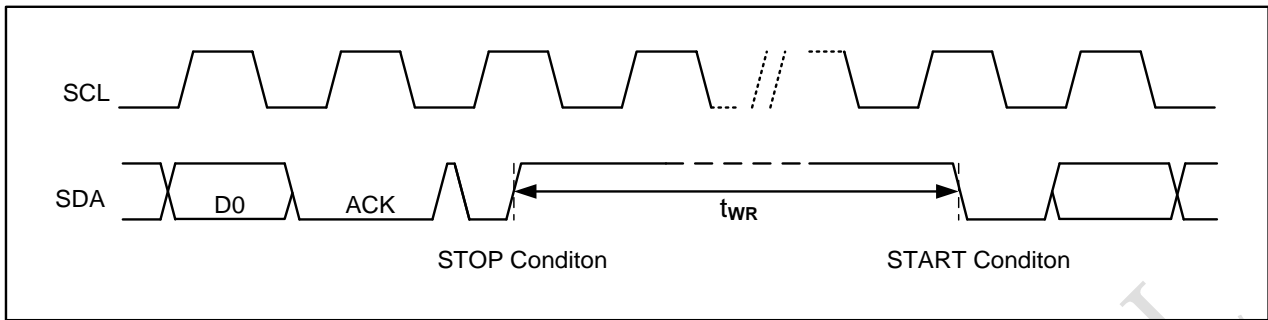 SCL
SDA
D0
ACK
tWR
STOP Conditon
START Conditon